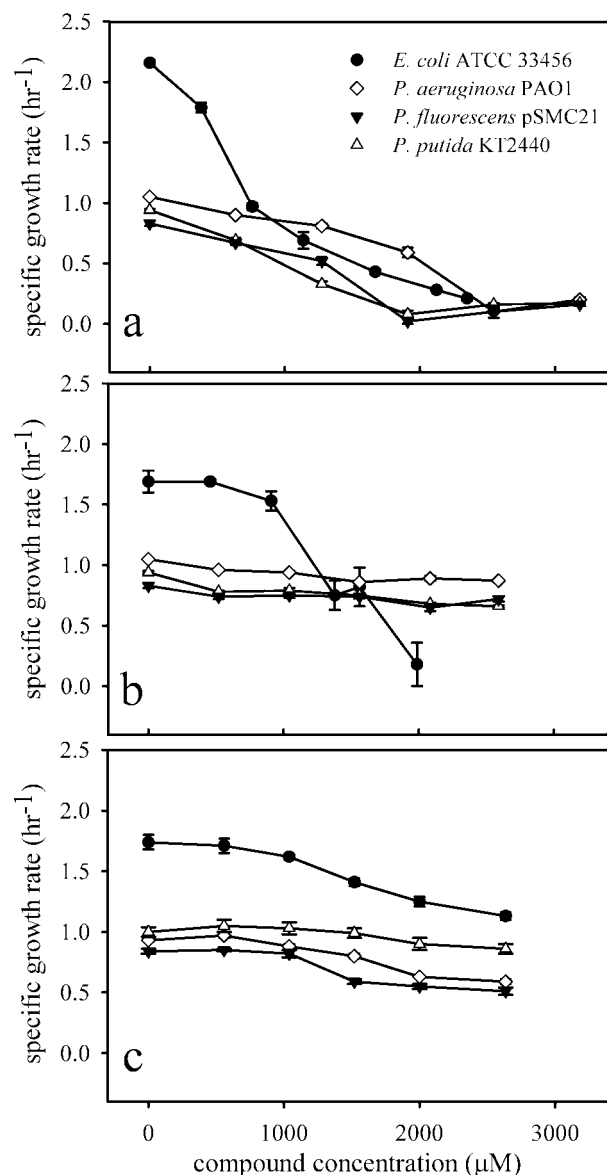 2.5
2.0
1.5
1.0
0.5
0.0
specific growth rate (hr⁻¹)
E. coli ATCC 33456
P. aeruginosa PAO1
P. fluorescens pSMC21
P. putida KT2440
a
2.5
2.0
1.5
1.0
0.5
0.0
specific growth rate (hr⁻¹)
b
2.5
2.0
1.5
1.0
0.5
0.0
specific growth rate (hr⁻¹)
c
0 1000 2000 3000
compound concentration (μM)